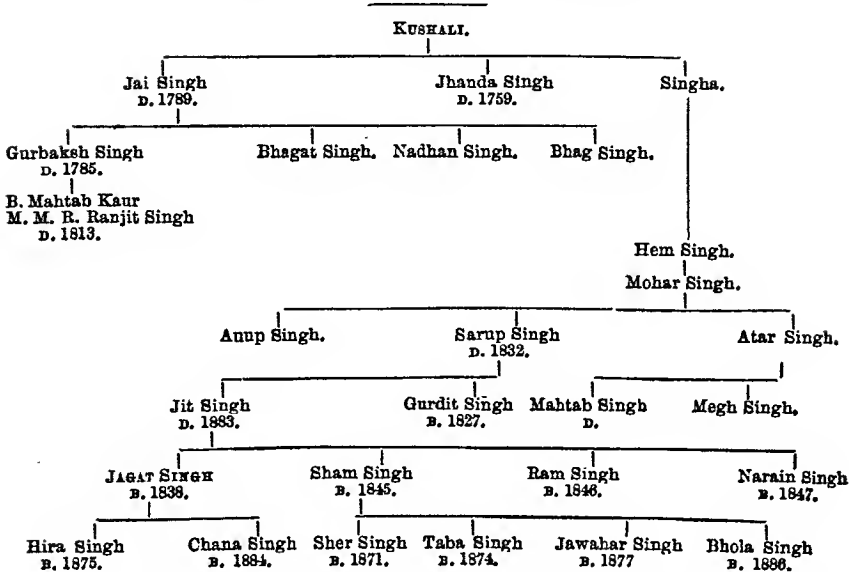 KUSHALI.
Jai Singh Jhanda Singh Singha.
D. 1789. D. 1759.
Gurbaksh Singh Bhagat Singh. Nadhan Singh. Bhag Singh.
D. 1785.
B. Mahtab Kaur
M. M. R. Ranjit Singh
D. 1813.
Hem Singh.
Mohar Singh.
Anup Singh. Sarup Singh Atar Singh.
D. 1832.
Jit Singh Gurdit Singh Mahtab Singh Megh Singh.
D. 1883. B. 1827. D.
JAGAT SINGH Sham Singh Ram Singh Narain Singh
B. 1838. B. 1845. B. 1846. B. 1847.
Hira Singh Chana Singh Sher Singh Taba Singh Jawahar Singh Bhola Singh
B. 1875. B. 1884. B. 1871. B. 1874. B. 1877 B. 1886.